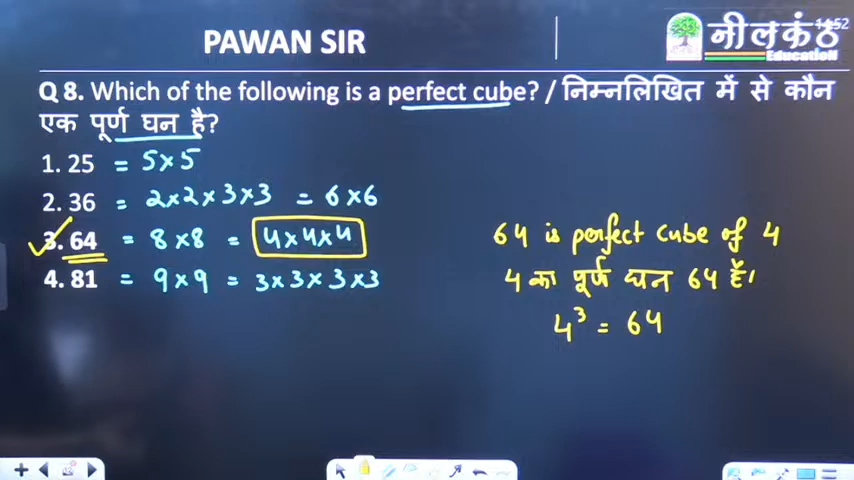 PAWAN SIR
नीलकंठ
EducatioN
Q 8. Which of the following is a perfect cube? / निम्नलिखित में से कौन
एक पूर्ण घन है?
1. 25 = 5×5
2. 36 = 2×2×3×3 = 6×6
3. 64 = 8×8 = 4×4×4
4. 81 = 9×9 = 3×3×3×3
64 is perfect cube of 4
4 का पूर्ण घन 64 है।
4³ = 64